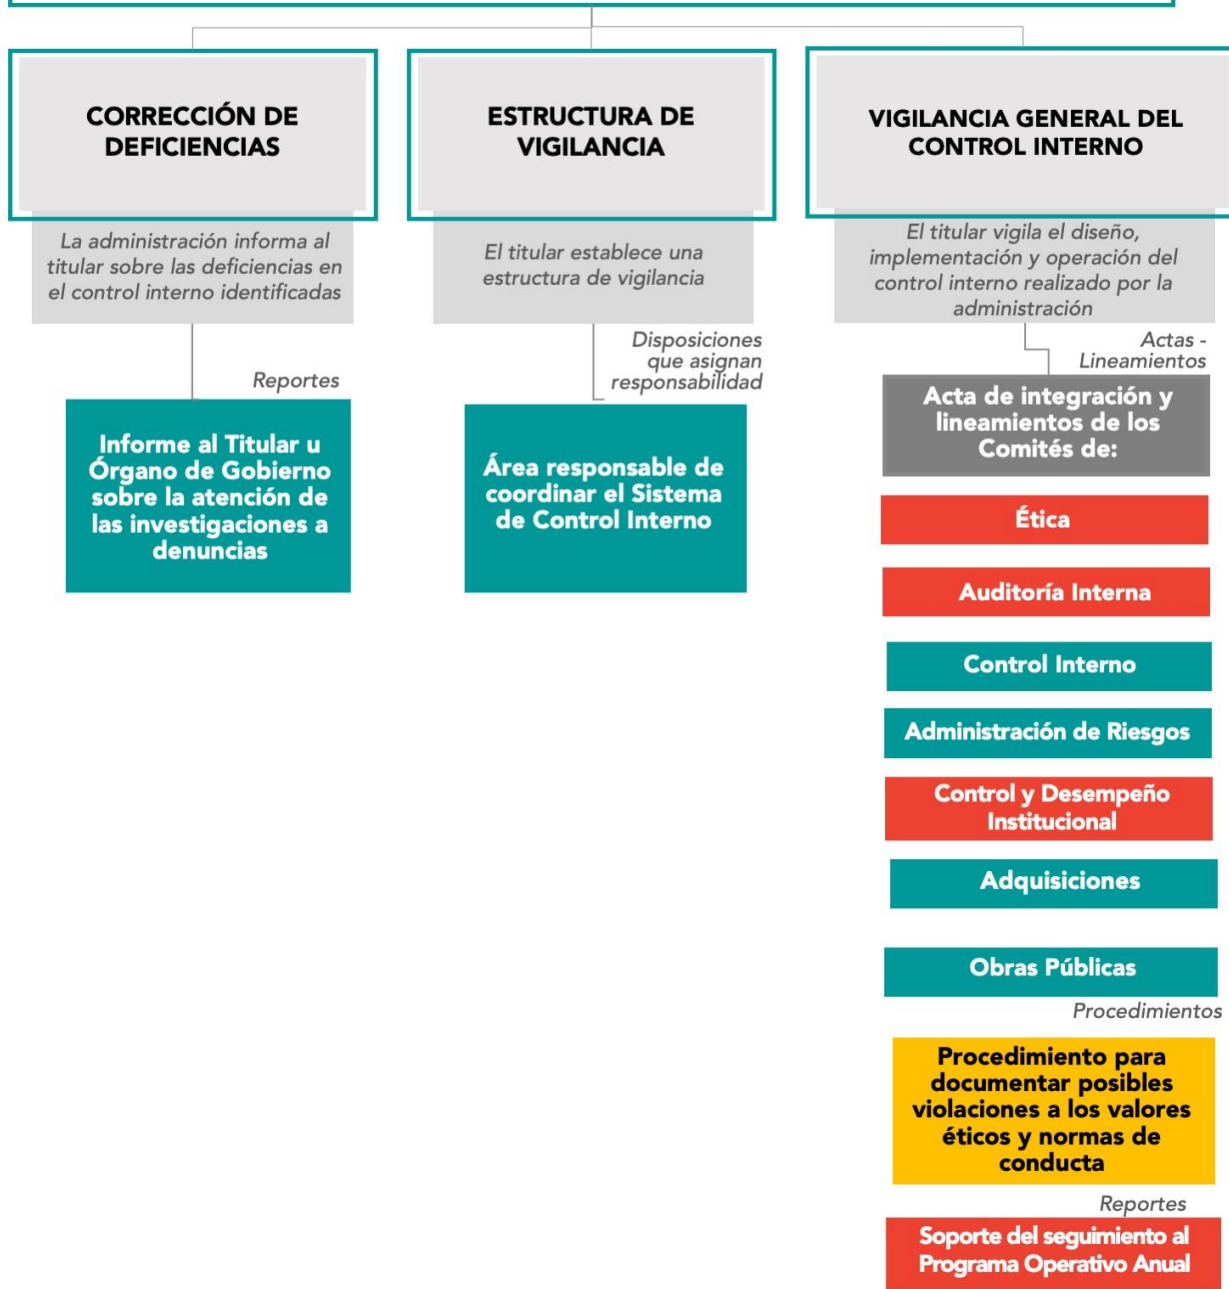 CORRECCIÓN DE
DEFICIENCIAS
La administración informa al
titular sobre las deficiencias en
el control interno identificadas
Reportes
Informe al Titular u
Órgano de Gobierno
sobre la atención de
las investigaciones a
denuncias
ESTRUCTURA DE
VIGILANCIA
El titular establece una
estructura de vigilancia
Disposiciones
que asignan
responsabilidad
Área responsable de
coordinar el Sistema
de Control Interno
VIGILANCIA GENERAL DEL
CONTROL INTERNO
El titular vigila el diseño,
implementación y operación del
control interno realizado por la
administración
Actas -
Lineamientos
Acta de integración y
lineamientos de los
Comités de:
Ética
Auditoría Interna
Control Interno
Administración de Riesgos
Control y Desempeño
Institucional
Adquisiciones
Obras Públicas
Procedimientos
Procedimiento para
documentar posibles
violaciones a los valores
éticos y normas de
conducta
Reportes
Soporte del seguimiento al
Programa Operativo Anual